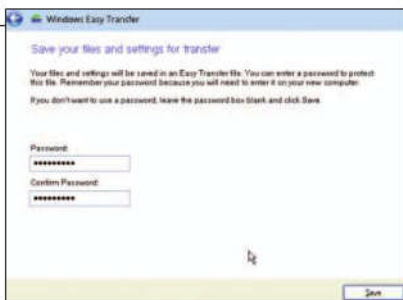 Windows Easy Transfer
Save your files and settings for transfer
Your files and settings will be saved in an Easy Transfer file. You can enter a password to protect
this file. Remember your password because you will need to enter it on your new computer.
If you don't want to use a password, leave the password box blank and click Save.
Password:
Confirm Password:
Save